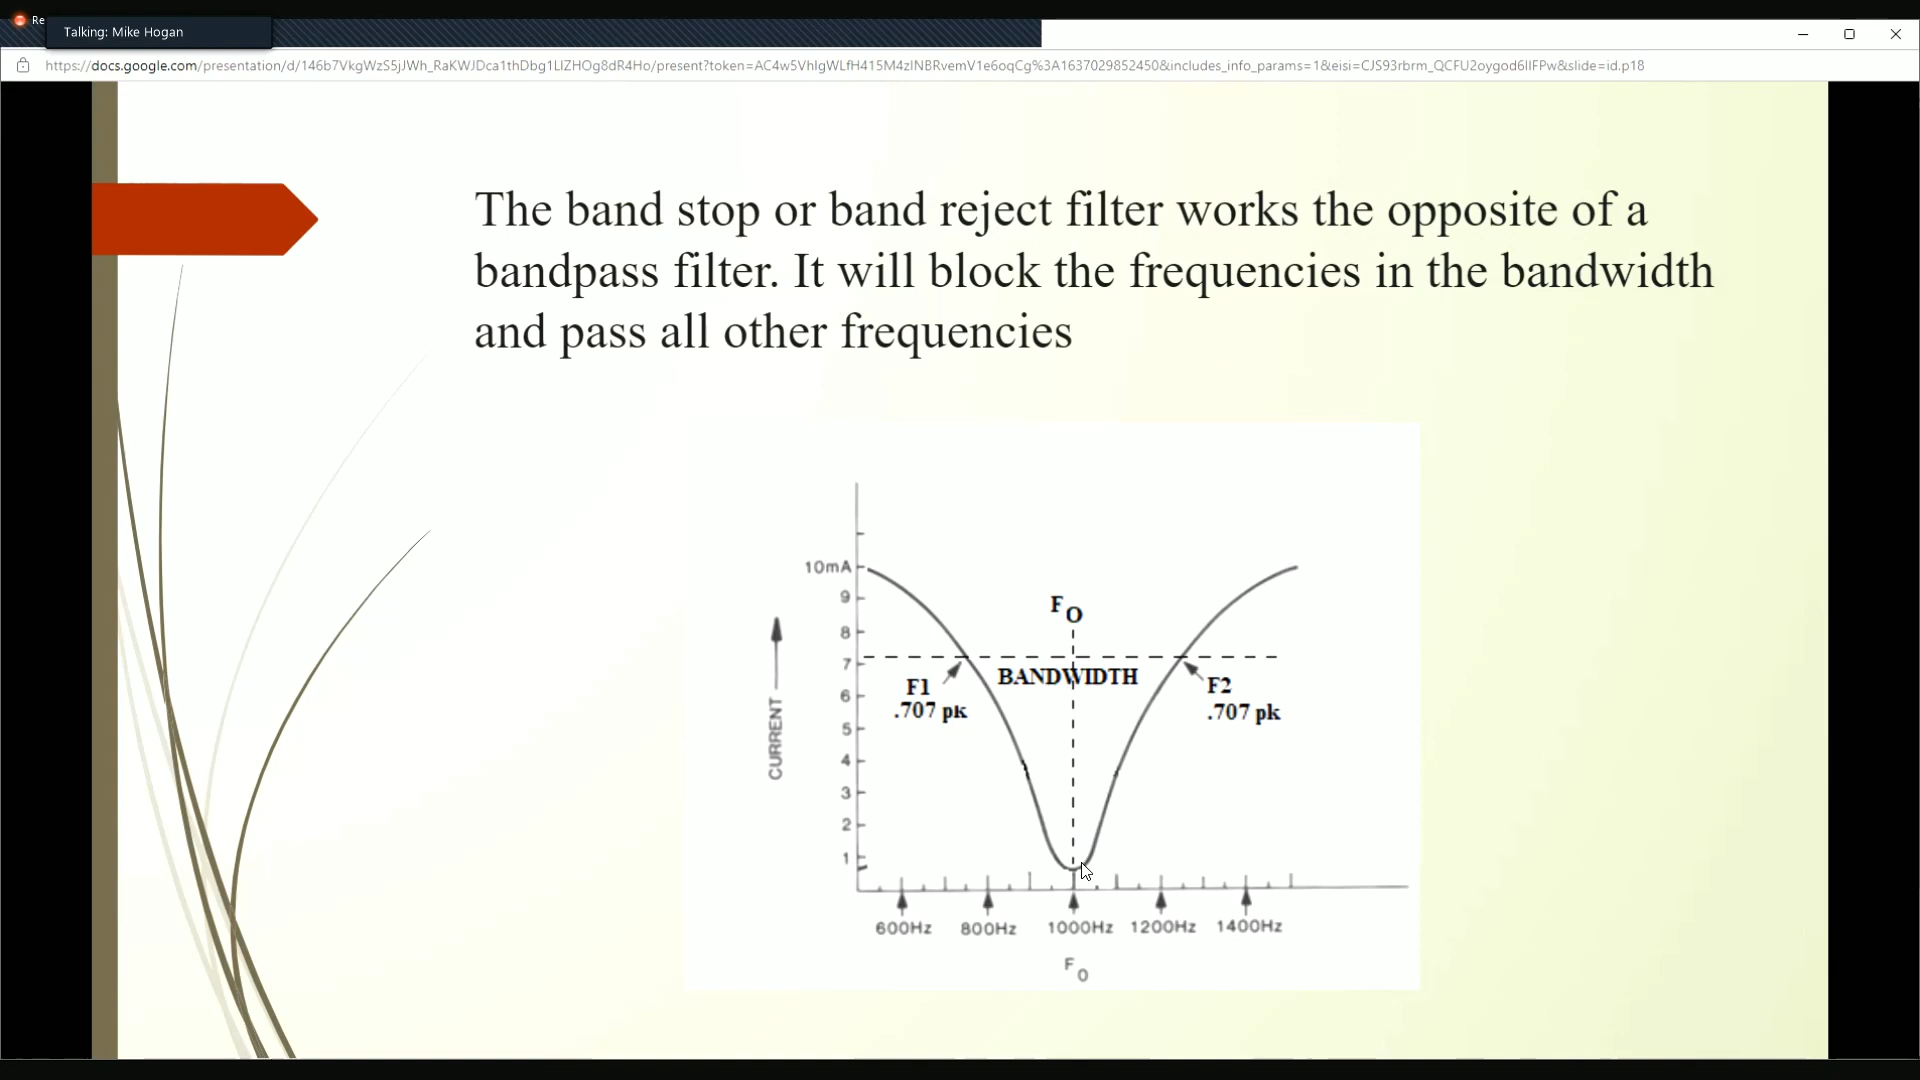 Re
Talking: Mike Hogan
https://docs.google.com/presentation/d/146b7VkgWzS5jJWh_RaKWJDca1thDbg1LIZHOg8dR4Ho/present?token=AC4w5VhIgWLfH415M4zINBRvemV1e6oqCg%3A1637029852450&includes_info_params=1&eisi=CJS93rbrm_QCFU2oygod6IIFPw&slide=id.p18
The band stop or band reject filter works the opposite of a
bandpass filter. It will block the frequencies in the bandwidth
and pass all other frequencies
10mA
9
8
7
6
5
4
3
2
1
CURRENT
FO
BANDWIDTH
F1
.707 pk
F2
.707 pk
600Hz 800Hz 1000Hz 1200Hz 1400Hz
FO